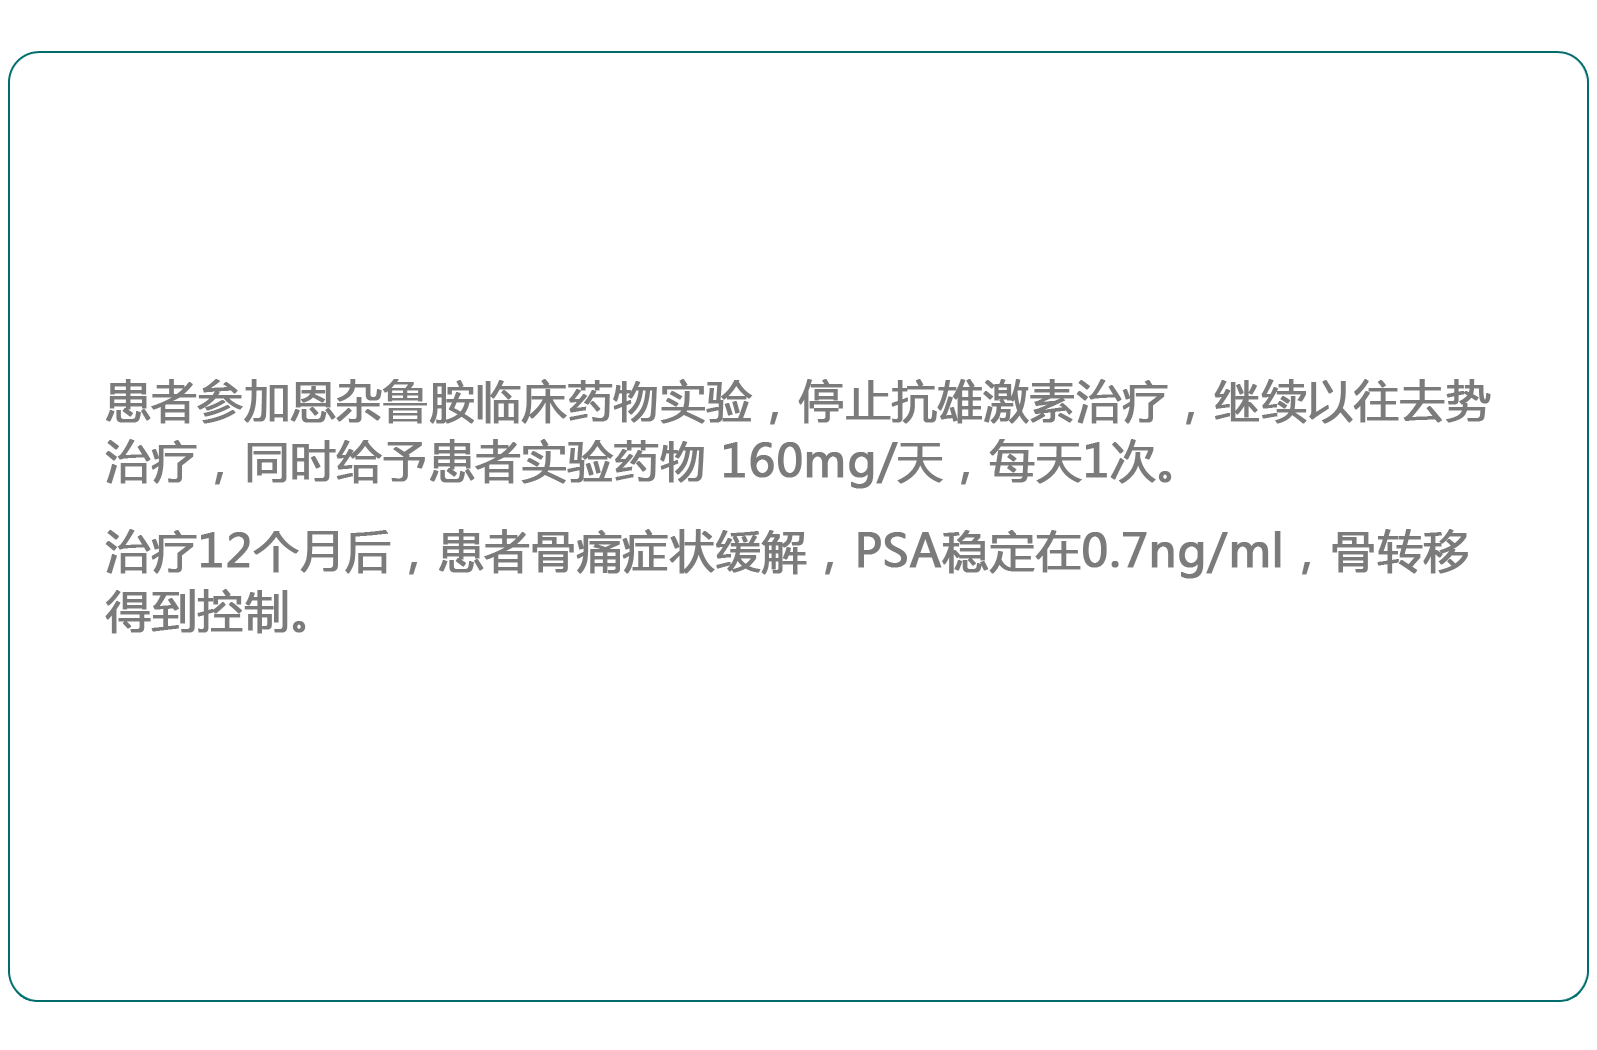 患者参加恩杂鲁胺临床药物实验，停止抗雄激素治疗，继续以往去势
治疗，同时给予患者实验药物 160mg/天，每天1次。
治疗12个月后，患者骨痛症状缓解，PSA稳定在0.7ng/ml，骨转移
得到控制。